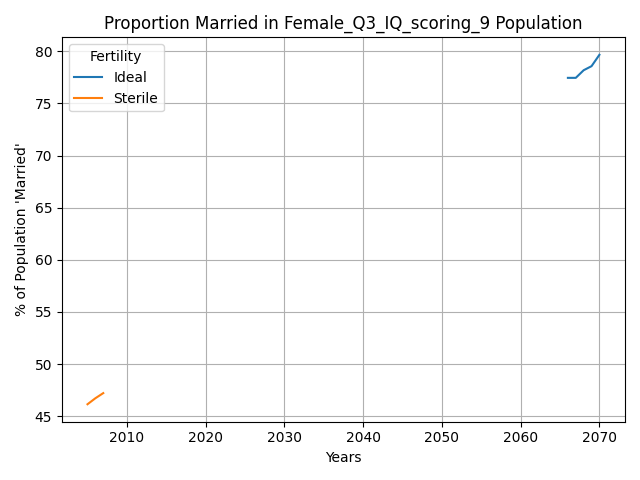 Proportion Married in Female_Q3_IQ_scoring_9 Population
Fertility
Ideal
Sterile
% of Population 'Married'
80
75
70
65
60
55
50
45
2010 2020 2030 2040 2050 2060 2070
Years